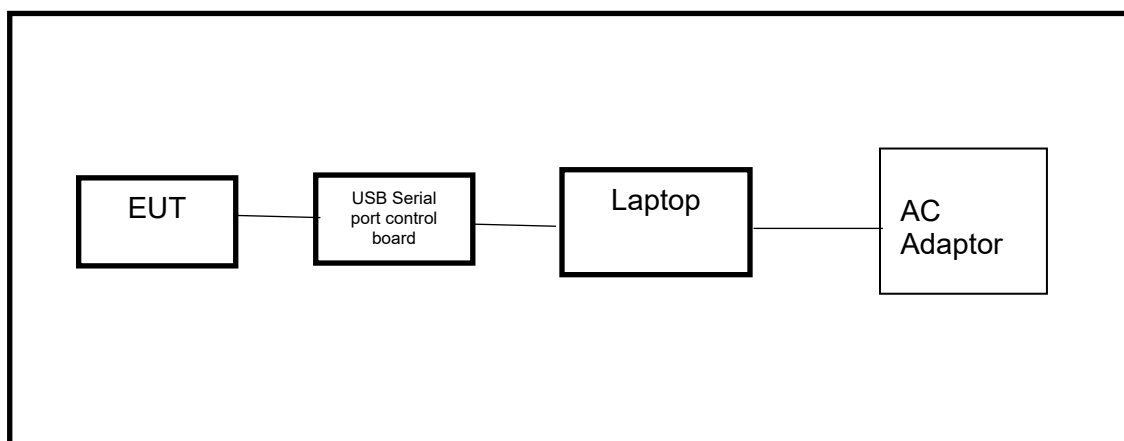 EUT
USB Serial
port control
board
Laptop
AC
Adaptor